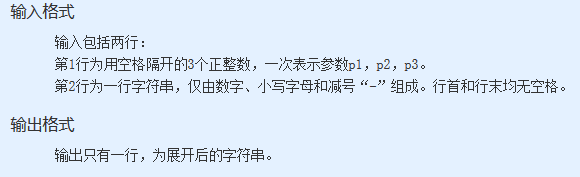 输入格式
输入包括两行：
第1行为用空格隔开的3个正整数，一次表示参数p1，p2，p3。
第2行为一行字符串，仅由数字、小写字母和减号“-”组成。行首和行末均无空格。
输出格式
输出只有一行，为展开后的字符串。